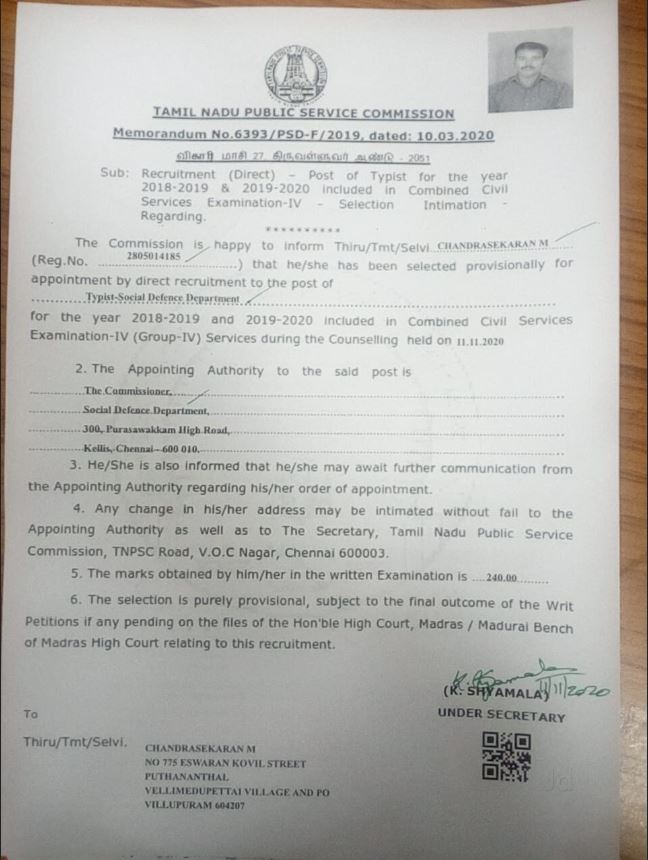 TAMIL NADU PUBLIC SERVICE COMMISSION
Memorandum No.6393/PSD-F/2019, dated: 10.03.2020
விகாரி மாசி 27, திருவள்ளுவர் ஆண்டு - 2051
Sub: Recruitment (Direct) – Post of Typist for the year
2018-2019 & 2019-2020 included in Combined Civil
Services Examination-IV – Selection Intimation -
Regarding.
**********
The Commission is happy to inform Thiru/Tmt/Selvi. CHANDRASEKARAN M
(Reg.No. 2805014185) that he/she has been selected provisionally for
appointment by direct recruitment to the post of
Typist-Social Defence Department
for the year 2018-2019 and 2019-2020 included in Combined Civil Services
Examination-IV (Group-IV) Services during the Counselling held on 11.11.2020
2. The Appointing Authority to the said post is
The Commissioner,
Social Defence Department,
300, Purasawakkam High Road,
Kellis, Chennai - 600 010.
3. He/She is also informed that he/she may await further communication from
the Appointing Authority regarding his/her order of appointment.
4. Any change in his/her address may be intimated without fail to the
Appointing Authority as well as to The Secretary, Tamil Nadu Public Service
Commission, TNPSC Road, V.O.C Nagar, Chennai 600003.
5. The marks obtained by him/her in the written Examination is ....240.00........
6. The selection is purely provisional, subject to the final outcome of the Writ
Petitions if any pending on the files of the Hon'ble High Court, Madras / Madurai Bench
of Madras High Court relating to this recruitment.
K. Shyamala 11/11/2020
(K. SHYAMALA)
UNDER SECRETARY
To
Thiru/Tmt/Selvi.
CHANDRASEKARAN M
NO 775 ESWARAN KOVIL STREET
PUTHANANTHAL
VELLIMEDUPETTAI VILLAGE AND PO
VILLUPURAM 604207
Jd